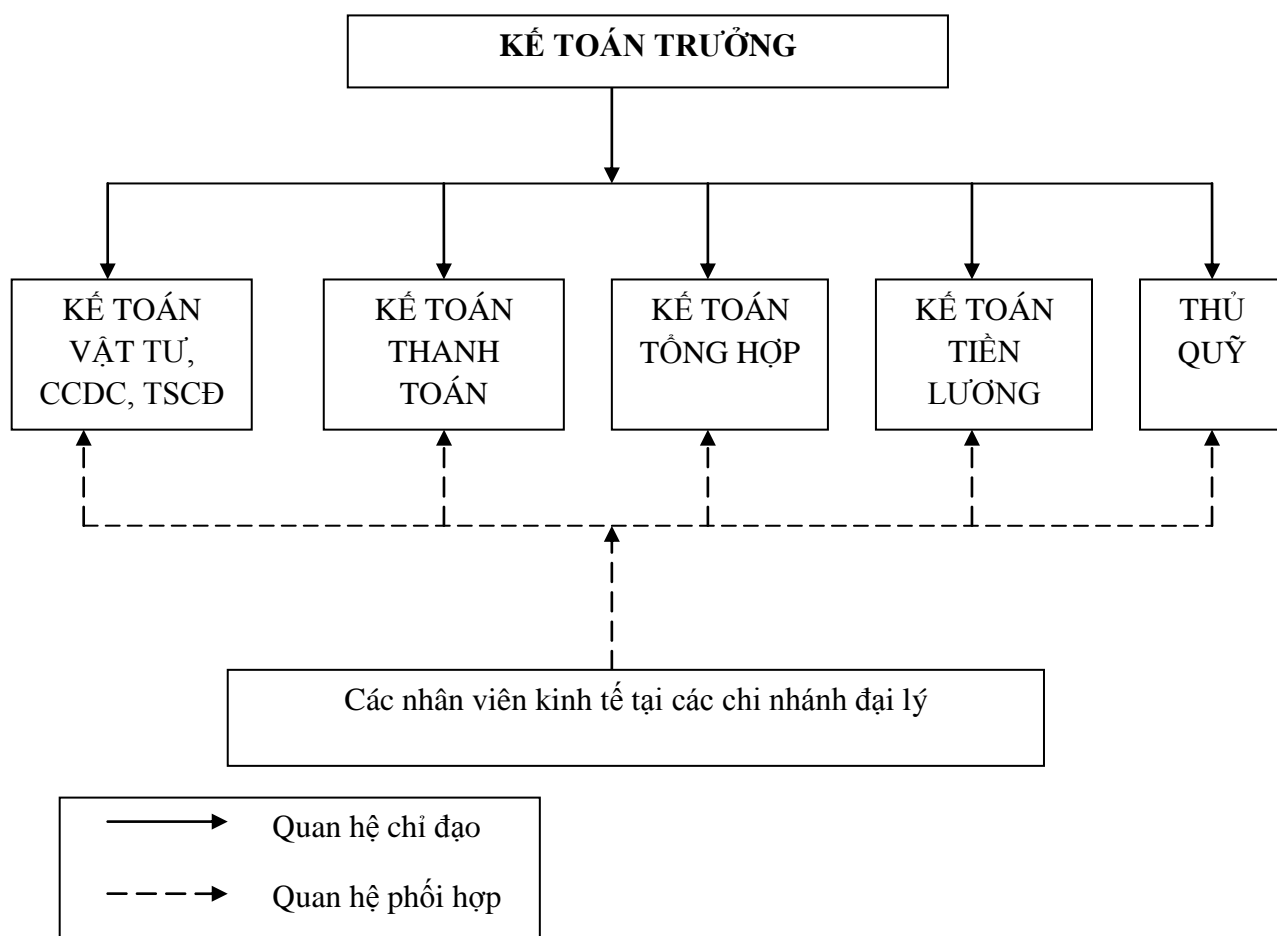 KẾ TOÁN TRƯỞNG
KẾ TOÁN
VẬT TƯ,
CCDC, TSCĐ
KẾ TOÁN
THANH
TOÁN
KẾ TOÁN
TỔNG HỢP
KẾ TOÁN
TIỀN
LƯƠNG
THỦ
QUỸ
Các nhân viên kinh tế tại các chi nhánh đại lý
Quan hệ chỉ đạo
Quan hệ phối hợp